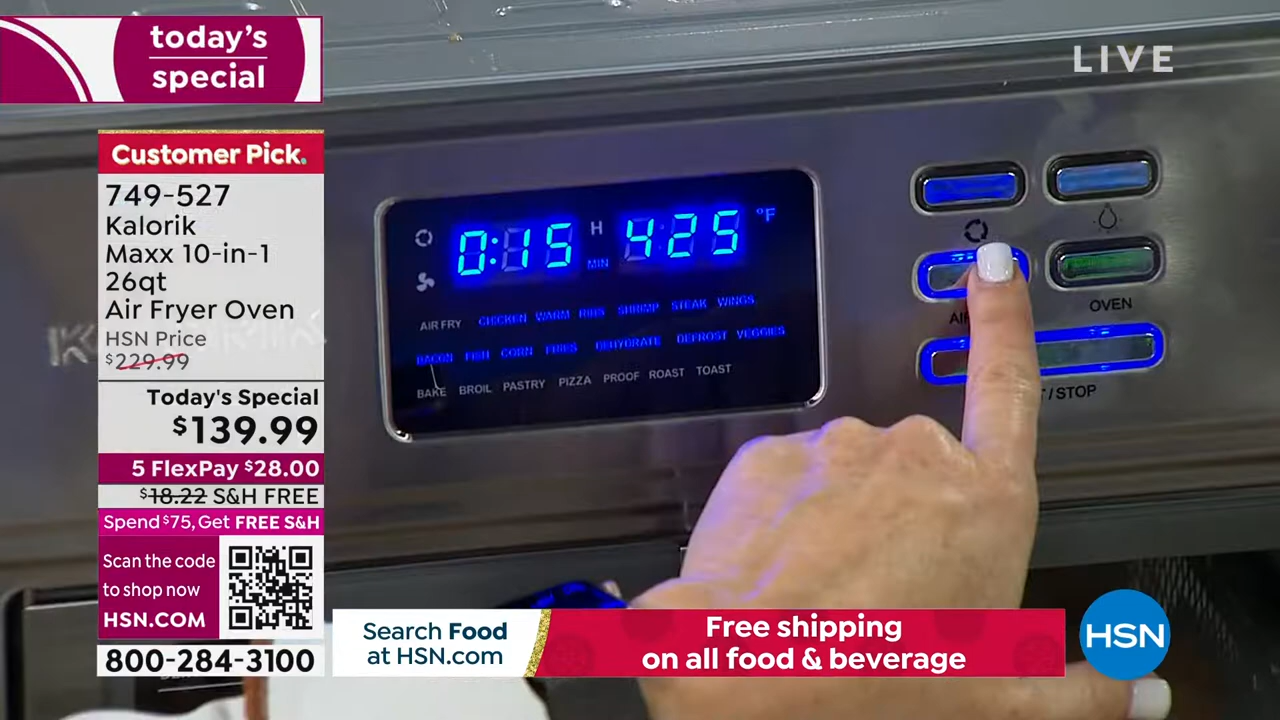 today's
special
LIVE
Customer Pick.
749-527
Kalorik
Maxx 10-in-1
26qt
Air Fryer Oven
HSN Price
$229.99
Today's Special
$139.99
5 FlexPay $28.00
$18.22 S&H FREE
Spend $75, Get FREE S&H
Scan the code
to shop now
HSN.COM
800-284-3100
0:15 H MIN 425 °F
AIR FRY CHICKEN WARM RIBS SHRIMP STEAK WINGS
BACON FISH CORN FRIES DEHYDRATE DEFROST VEGGIES
BAKE BROIL PASTRY PIZZA PROOF ROAST TOAST
OVEN
/ STOP
Search Food
at HSN.com
Free shipping
on all food & beverage
HSN